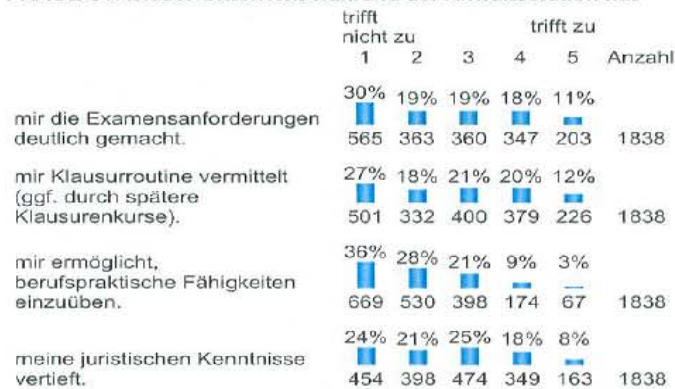 trifft
nicht zu trifft zu
1 2 3 4 5 Anzahl
30% 19% 19% 18% 11%
mir die Examensanforderungen
deutlich gemacht. 565 363 360 347 203 1838
mir Klausurroutine vermittelt 27% 18% 21% 20% 12%
(ggf. durch spätere
Klausurenkurse). 501 332 400 379 226 1838
36% 28% 21% 9% 3%
mir ermöglicht,
berufspraktische Fähigkeiten
einzuüben. 669 530 398 174 67 1838
24% 21% 25% 18% 8%
meine juristischen Kenntnisse
vertieft. 454 398 474 349 163 1838